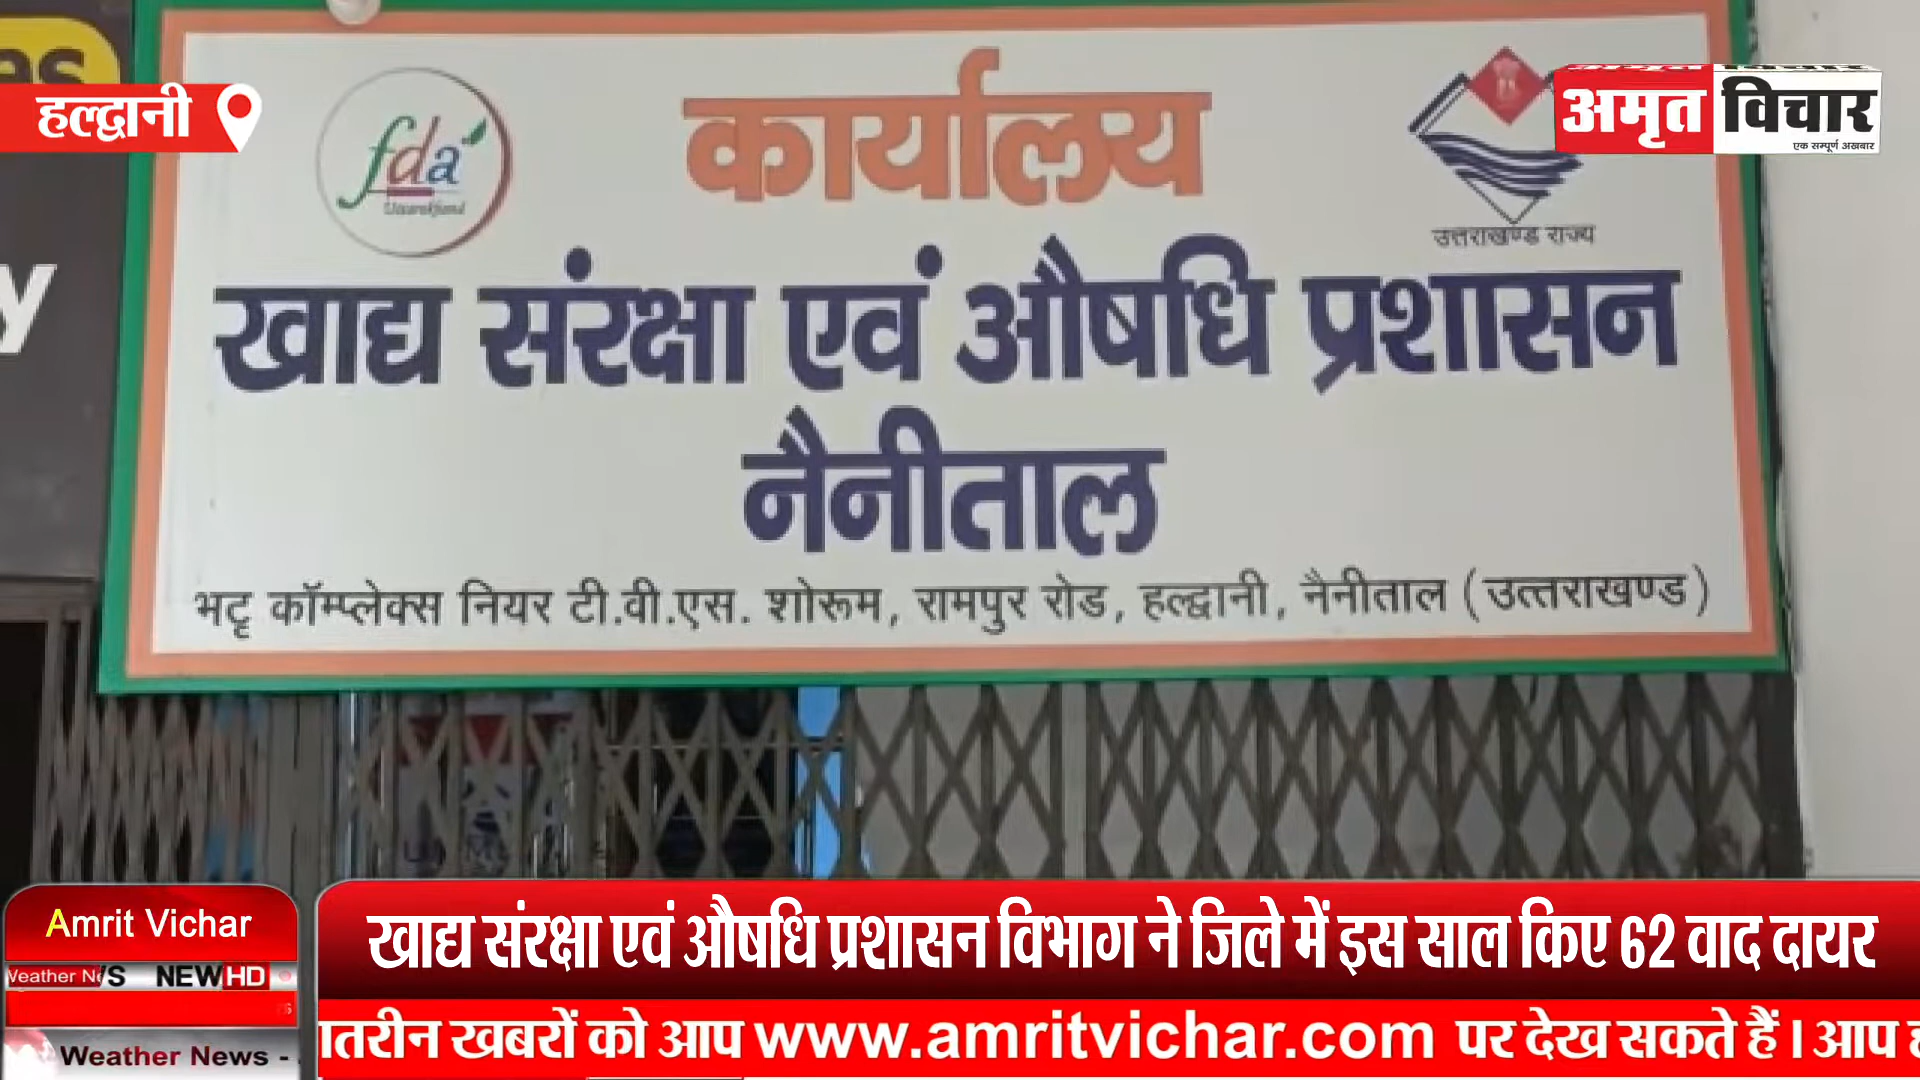 es
हल्द्वानी
fda
Uttarakhand
कार्यालय
उत्तराखण्ड राज्य
अमृत विचार
एक सम्पूर्ण अखबार
y
खाद्य संरक्षा एवं औषधि प्रशासन
नैनीताल
भट्ट कॉम्प्लेक्स नियर टी.वी.एस. शोरूम, रामपुर रोड, हल्द्वानी, नैनीताल (उत्तराखण्ड)
Amrit Vichar
खाद्य संरक्षा एवं औषधि प्रशासन विभाग ने जिले में इस साल किए 62 वाद दायर
NEW HD
तरीन खबरों को आप www.amritvichar.com पर देख सकते हैं । आप
Weather News -